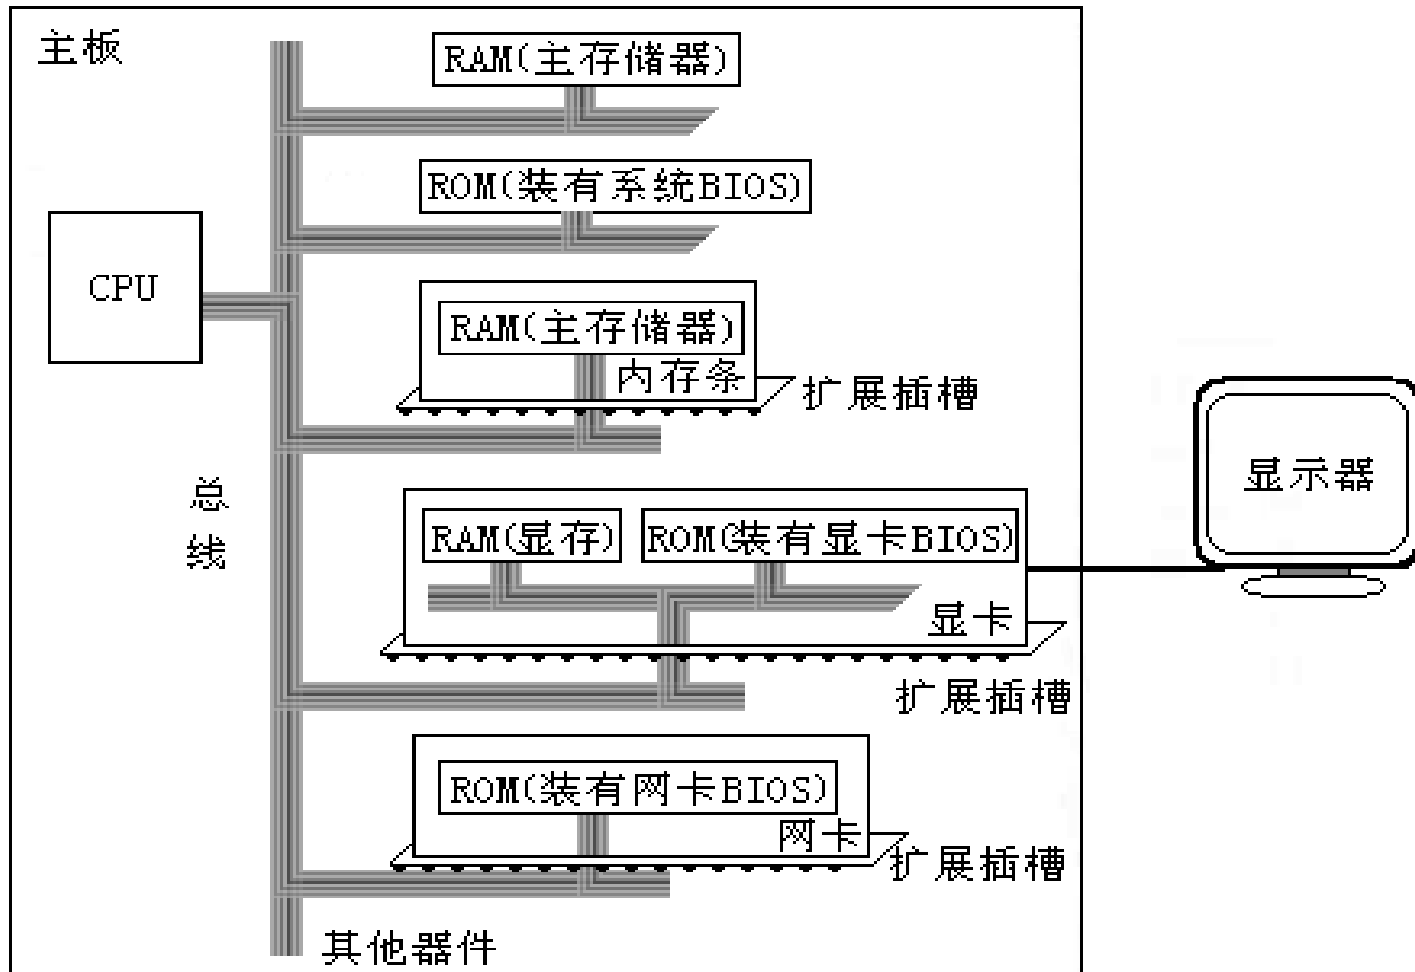 主板
RAM(主存储器)
ROM(装有系统BIOS)
CPU
RAM(主存储器)
内存条
扩展插槽
总线
显示器
RAM(显存)
ROM(装有显卡BIOS)
显卡
扩展插槽
ROM(装有网卡BIOS)
网卡
扩展插槽
其他器件